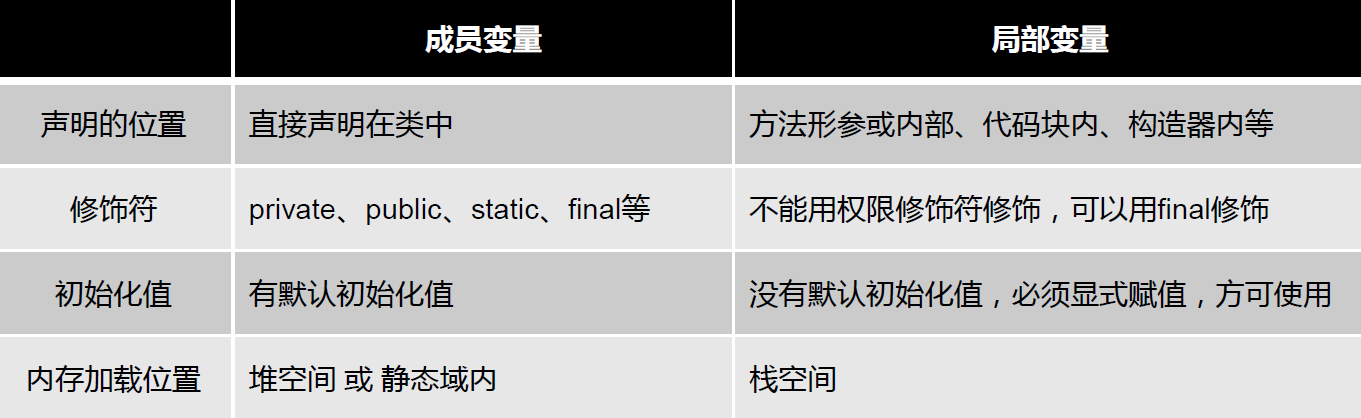 成员变量 局部变量
声明的位置 直接声明在类中 方法形参或内部、代码块内、构造器内等
修饰符 private、public、static、final等 不能用权限修饰符修饰，可以用final修饰
初始化值 有默认初始化值 没有默认初始化值，必须显式赋值，方可使用
内存加载位置 堆空间 或 静态域内 栈空间